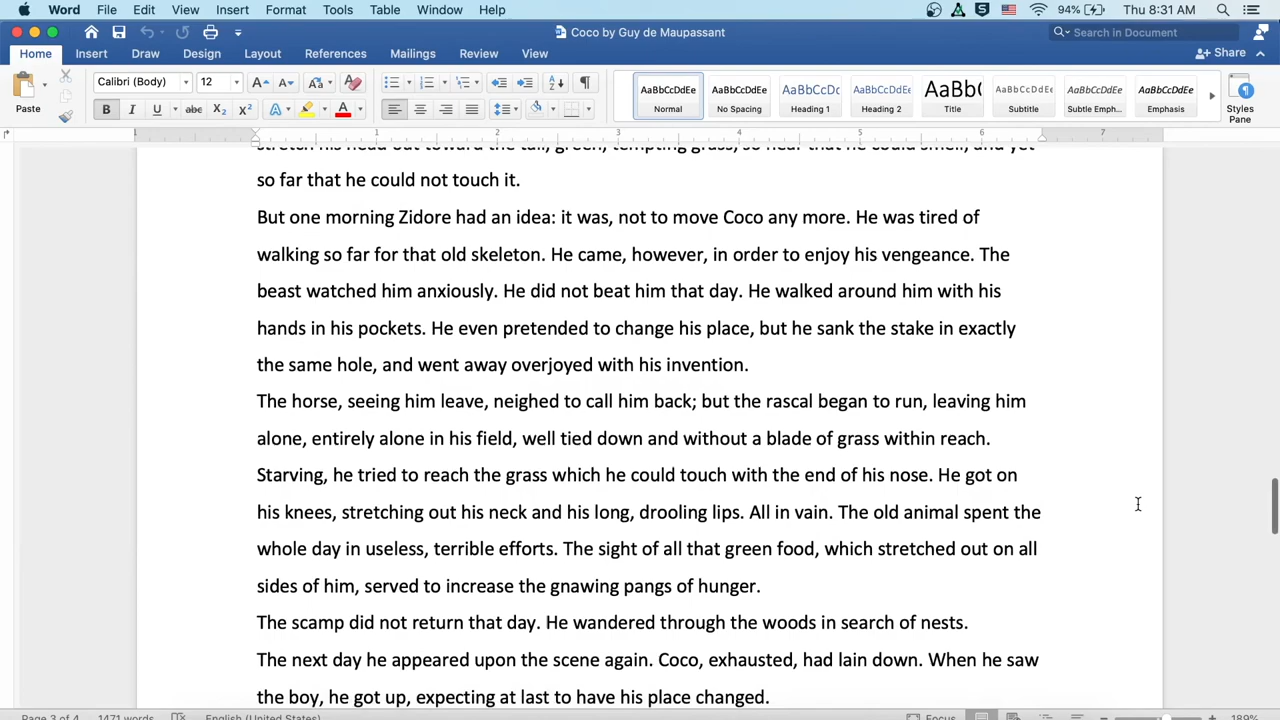 Word File Edit View Insert Format Tools Table Window Help 94% Thu 8:31 AM
Coco by Guy de Maupassant Search in Document
Home Insert Draw Design Layout References Mailings Review View Share
Paste Calibri (Body) 12 AaBbCcDdEe AaBbCcDdEe AaBbCcDc AaBbCcDdEe AaBb( AaBbCcDdEe AaBbCcDdEe AaBbCcDdEe
B I U abc X₂ X² A A Normal No Spacing Heading 1 Heading 2 Title Subtitle Subtle Emph... Emphasis Styles Pane
1 1 2 3 4 5 6 7
stretch his head out toward the tall, green, tempting grass, so near that he could smell, and yet
so far that he could not touch it.
But one morning Zidore had an idea: it was, not to move Coco any more. He was tired of
walking so far for that old skeleton. He came, however, in order to enjoy his vengeance. The
beast watched him anxiously. He did not beat him that day. He walked around him with his
hands in his pockets. He even pretended to change his place, but he sank the stake in exactly
the same hole, and went away overjoyed with his invention.
The horse, seeing him leave, neighed to call him back; but the rascal began to run, leaving him
alone, entirely alone in his field, well tied down and without a blade of grass within reach.
Starving, he tried to reach the grass which he could touch with the end of his nose. He got on
his knees, stretching out his neck and his long, drooling lips. All in vain. The old animal spent the
whole day in useless, terrible efforts. The sight of all that green food, which stretched out on all
sides of him, served to increase the gnawing pangs of hunger.
The scamp did not return that day. He wandered through the woods in search of nests.
The next day he appeared upon the scene again. Coco, exhausted, had lain down. When he saw
the boy, he got up, expecting at last to have his place changed.
Page 3 of 4 1471 words English (United States) Focus 189%